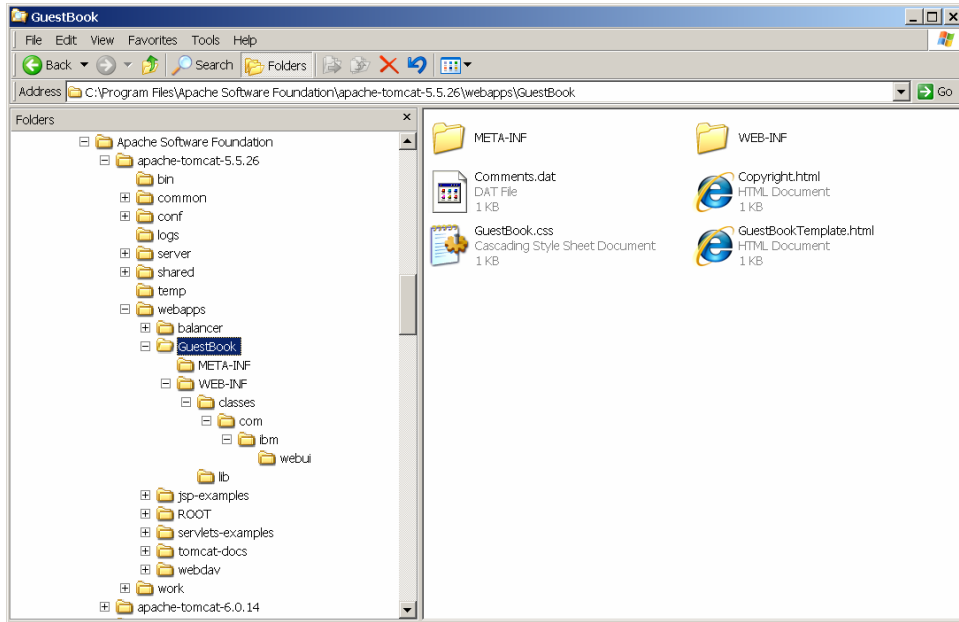 GuestBook
File Edit View Favorites Tools Help
Back Search Folders
Address C:\Program Files\Apache Software Foundation\apache-tomcat-5.5.26\webapps\GuestBook Go
Folders
Apache Software Foundation
apache-tomcat-5.5.26
bin
common
conf
logs
server
shared
temp
webapps
balancer
GuestBook
META-INF
WEB-INF
classes
com
ibm
webui
lib
jsp-examples
ROOT
servlets-examples
tomcat-docs
webdav
work
apache-tomcat-6.0.14
META-INF
WEB-INF
Comments.dat
DAT File
1 KB
Copyright.html
HTML Document
1 KB
GuestBook.css
Cascading Style Sheet Document
1 KB
GuestBookTemplate.html
HTML Document
1 KB